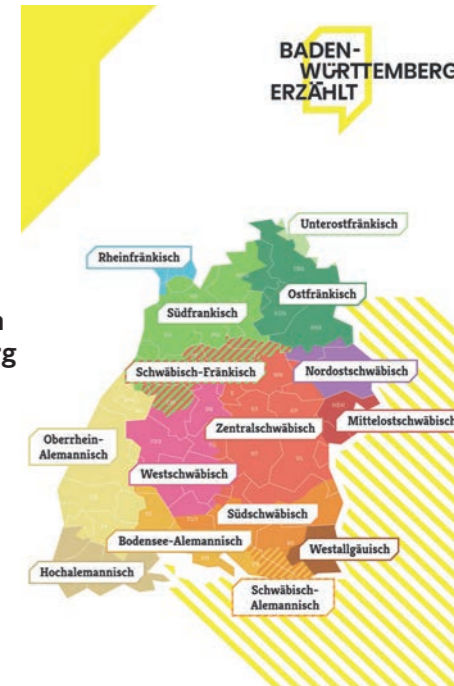 BADEN-
WÜRTTEMBERG
ERZÄHLT
Unterostfränkisch
Rheinfränkisch
Ostfränkisch
Südfrankisch
Schwäbisch-Fränkisch
Nordostschwäbisch
Mittelostschwäbisch
Zentralschwäbisch
Oberrhein-
Alemannisch
Westschwäbisch
Südschwäbisch
Bodensee-Alemannisch
Westallgäuisch
Hochalemannisch
Schwäbisch-
Alemannisch